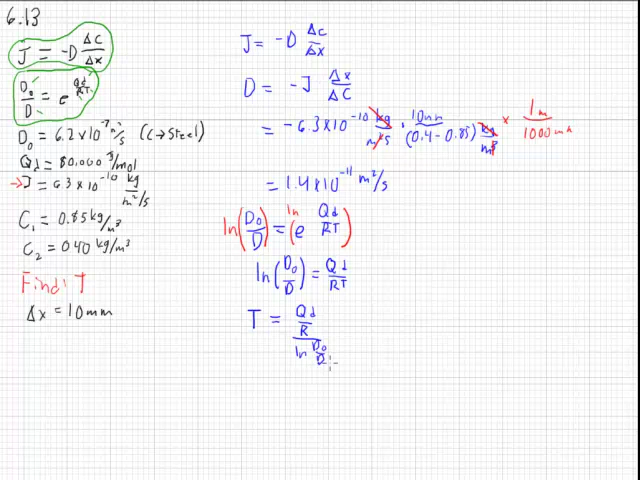 6.13
J = -D ΔC/Δx
D₀/D = e^(Qd/RT)
D₀ = 6.2 x 10⁻⁷ m²/s (C → Steel)
Qd = 80,000 J/mol
→ J = 6.3 x 10⁻¹⁰ kg/m²/s
C₁ = 0.85 kg/m³
C₂ = 0.40 kg/m³
Find: T
Δx = 10mm
J = -D ΔC/Δx
D = -J Δx/ΔC
= -6.3 x 10⁻¹⁰ kg/m²s · 10mm/(0.4 - 0.85) kg/m³ x 1m/1000mm
= 1.4 x 10⁻¹¹ m²/s
ln(D₀/D) = ln(e^(Qd/RT))
ln(D₀/D) = Qd/RT
T = (Qd/R)/(ln D₀/D)